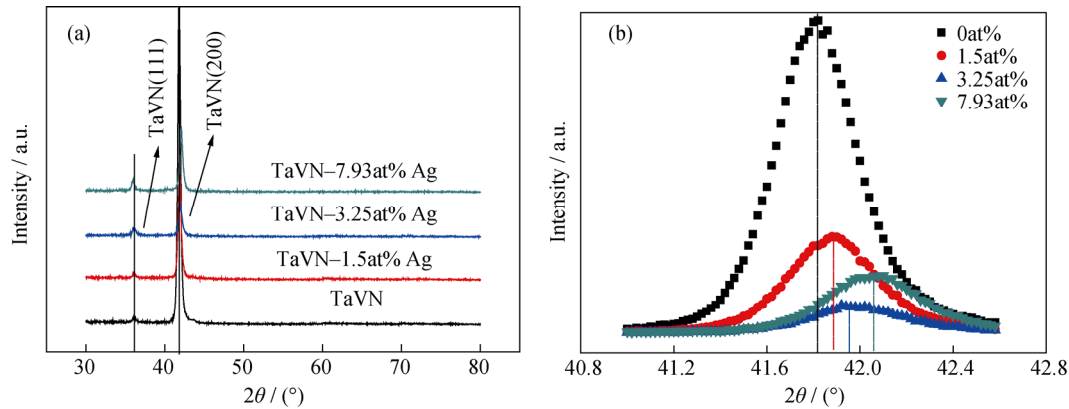 (a)
TaVN(111)
TaVN(200)
TaVN–7.93at% Ag
TaVN–3.25at% Ag
TaVN–1.5at% Ag
TaVN
Intensity / a.u.
30 40 50 60 70 80
2θ / (°)
(b)
0at%
1.5at%
3.25at%
7.93at%
Intensity / a.u.
40.8 41.2 41.6 42.0 42.4 42.8
2θ / (°)